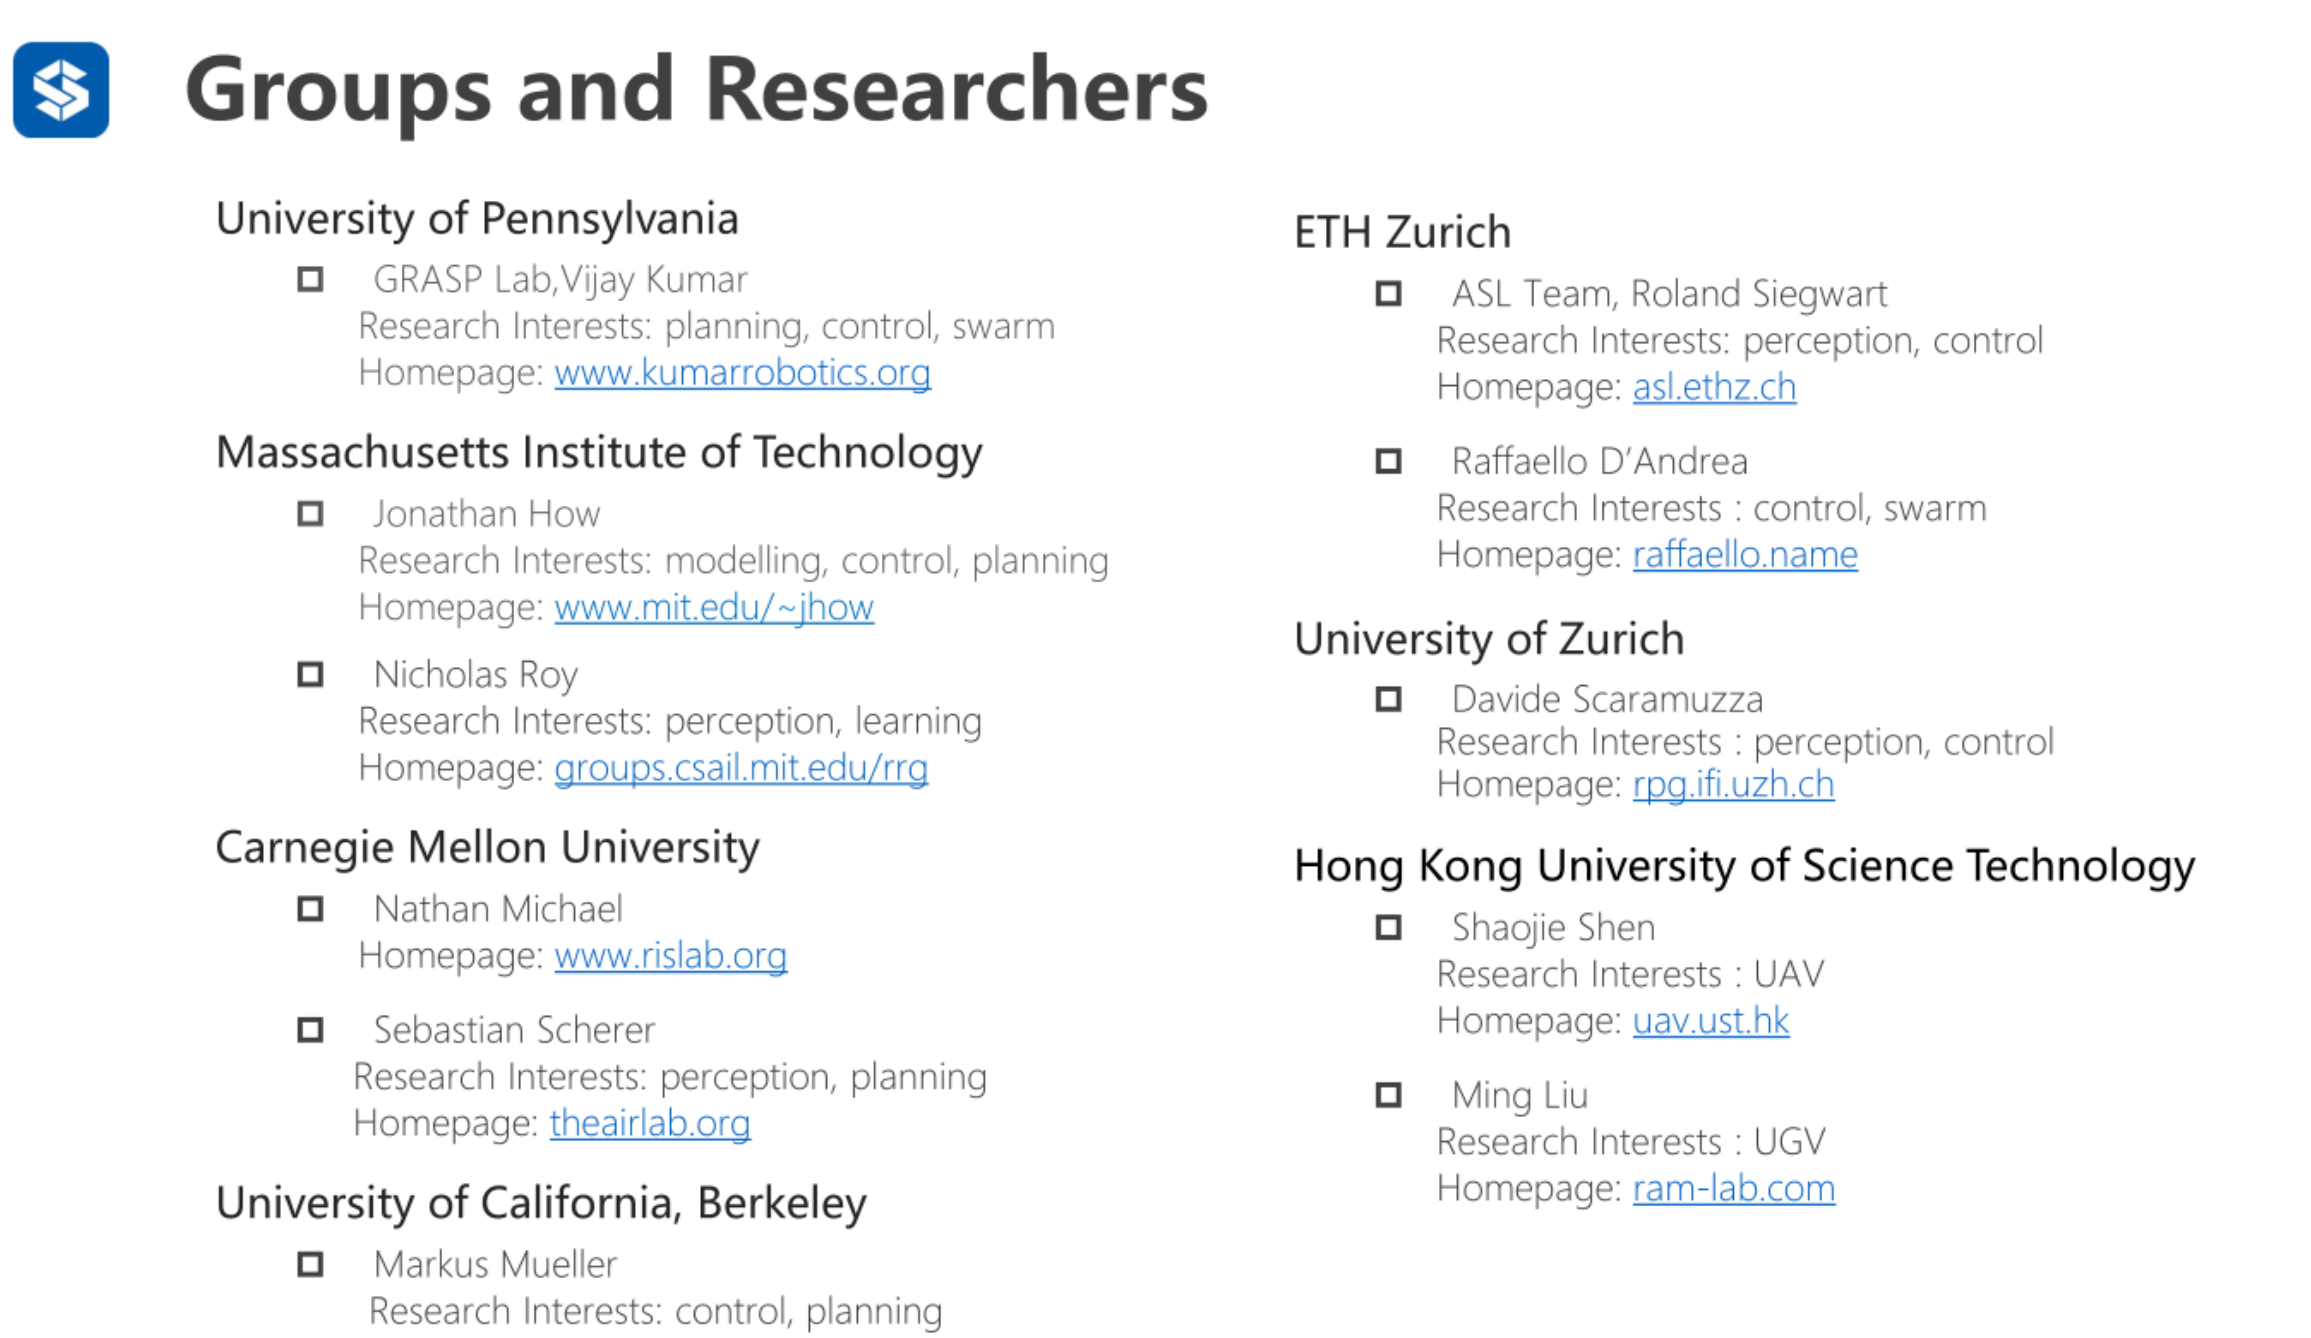 Groups and Researchers
University of Pennsylvania
GRASP Lab,Vijay Kumar
Research Interests: planning, control, swarm
Homepage: www.kumarrobotics.org
Massachusetts Institute of Technology
Jonathan How
Research Interests: modelling, control, planning
Homepage: www.mit.edu/~jhow
Nicholas Roy
Research Interests: perception, learning
Homepage: groups.csail.mit.edu/rrg
Carnegie Mellon University
Nathan Michael
Homepage: www.rislab.org
Sebastian Scherer
Research Interests: perception, planning
Homepage: theairlab.org
University of California, Berkeley
Markus Mueller
Research Interests: control, planning
ETH Zurich
ASL Team, Roland Siegwart
Research Interests: perception, control
Homepage: asl.ethz.ch
Raffaello D’Andrea
Research Interests : control, swarm
Homepage: raffaello.name
University of Zurich
Davide Scaramuzza
Research Interests : perception, control
Homepage: rpg.ifi.uzh.ch
Hong Kong University of Science Technology
Shaojie Shen
Research Interests : UAV
Homepage: uav.ust.hk
Ming Liu
Research Interests : UGV
Homepage: ram-lab.com